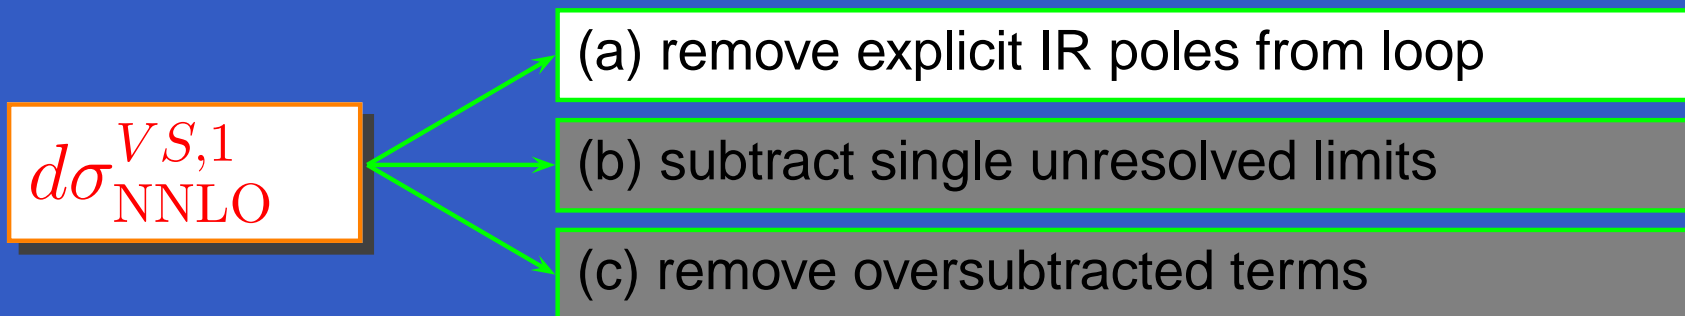 (a) remove explicit IR poles from loop
dσ^{VS,1}_{NNLO}
(b) subtract single unresolved limits
(c) remove oversubtracted terms